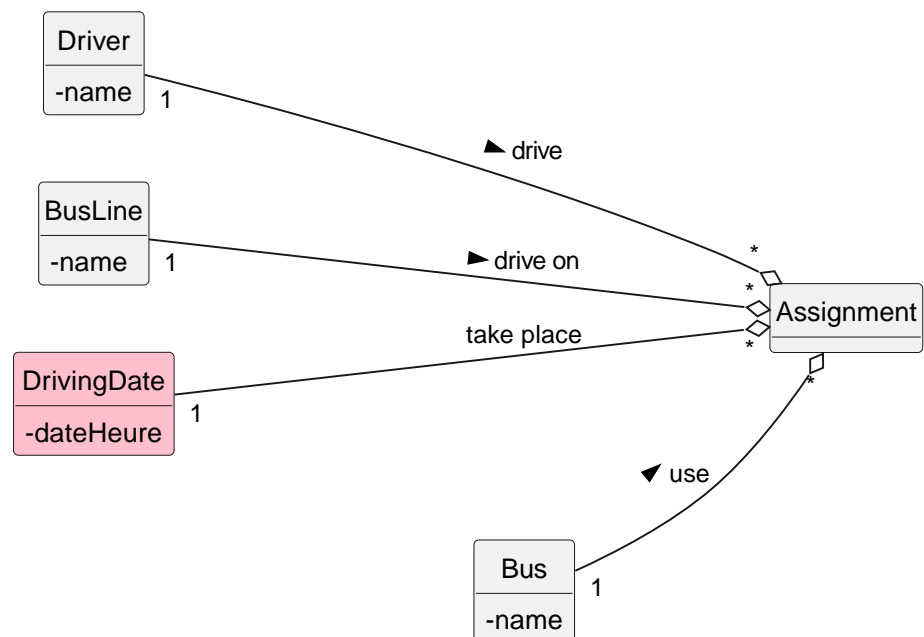 Driver
-name
1
drive
*
BusLine
-name
1
drive on
*
Assignment
DrivingDate
-dateHeure
1
take place
*
*
use
Bus
-name
1